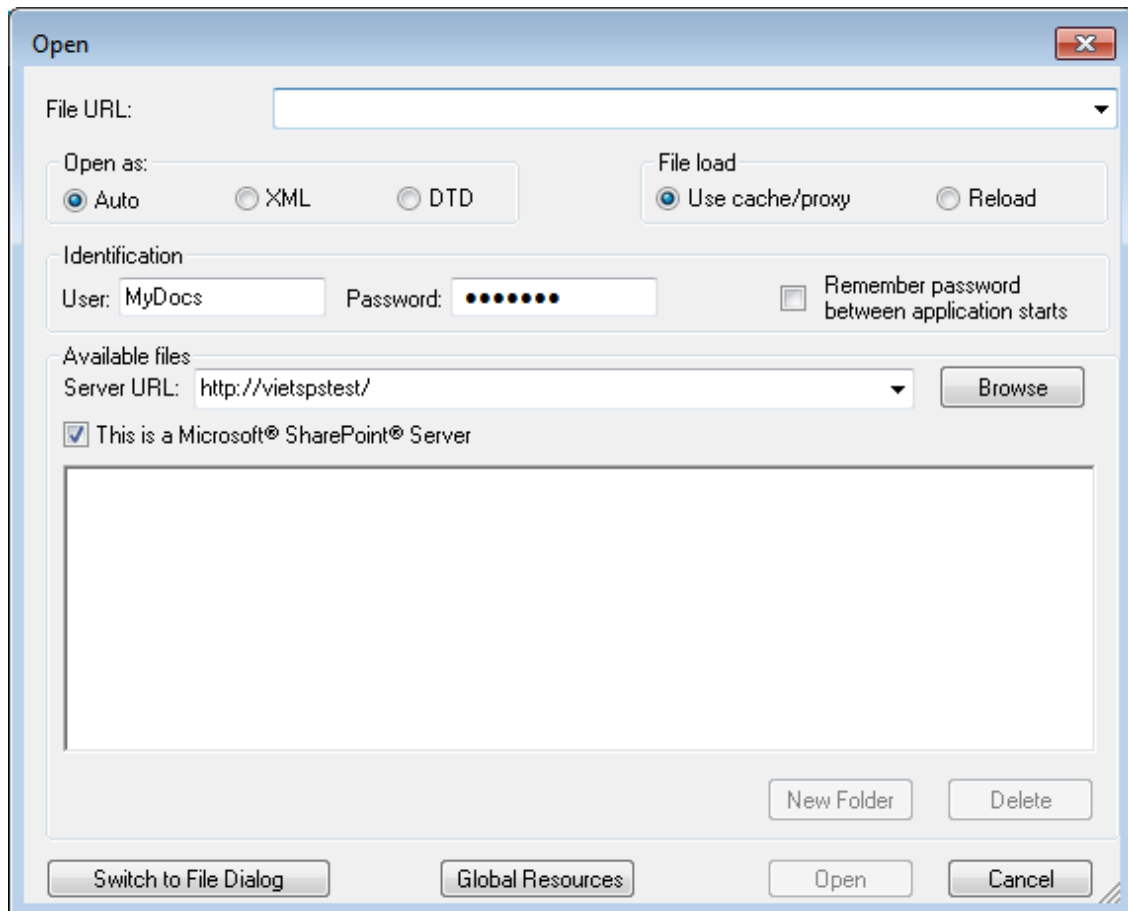 Open
File URL:
Open as:
File load
Auto XML DTD
Use cache/proxy Reload
Identification
User: MyDocs Password: ●●●●●●●
Remember password
between application starts
Available files
Server URL: http://vietspstest/ Browse
This is a Microsoft® SharePoint® Server
New Folder Delete
Switch to File Dialog Global Resources Open Cancel